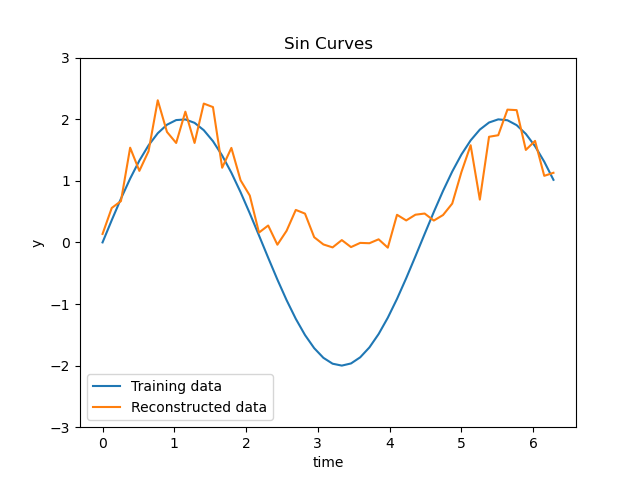 Sin Curves
3
2
1
0
−1
−2
−3
y
Training data
Reconstructed data
0 1 2 3 4 5 6
time